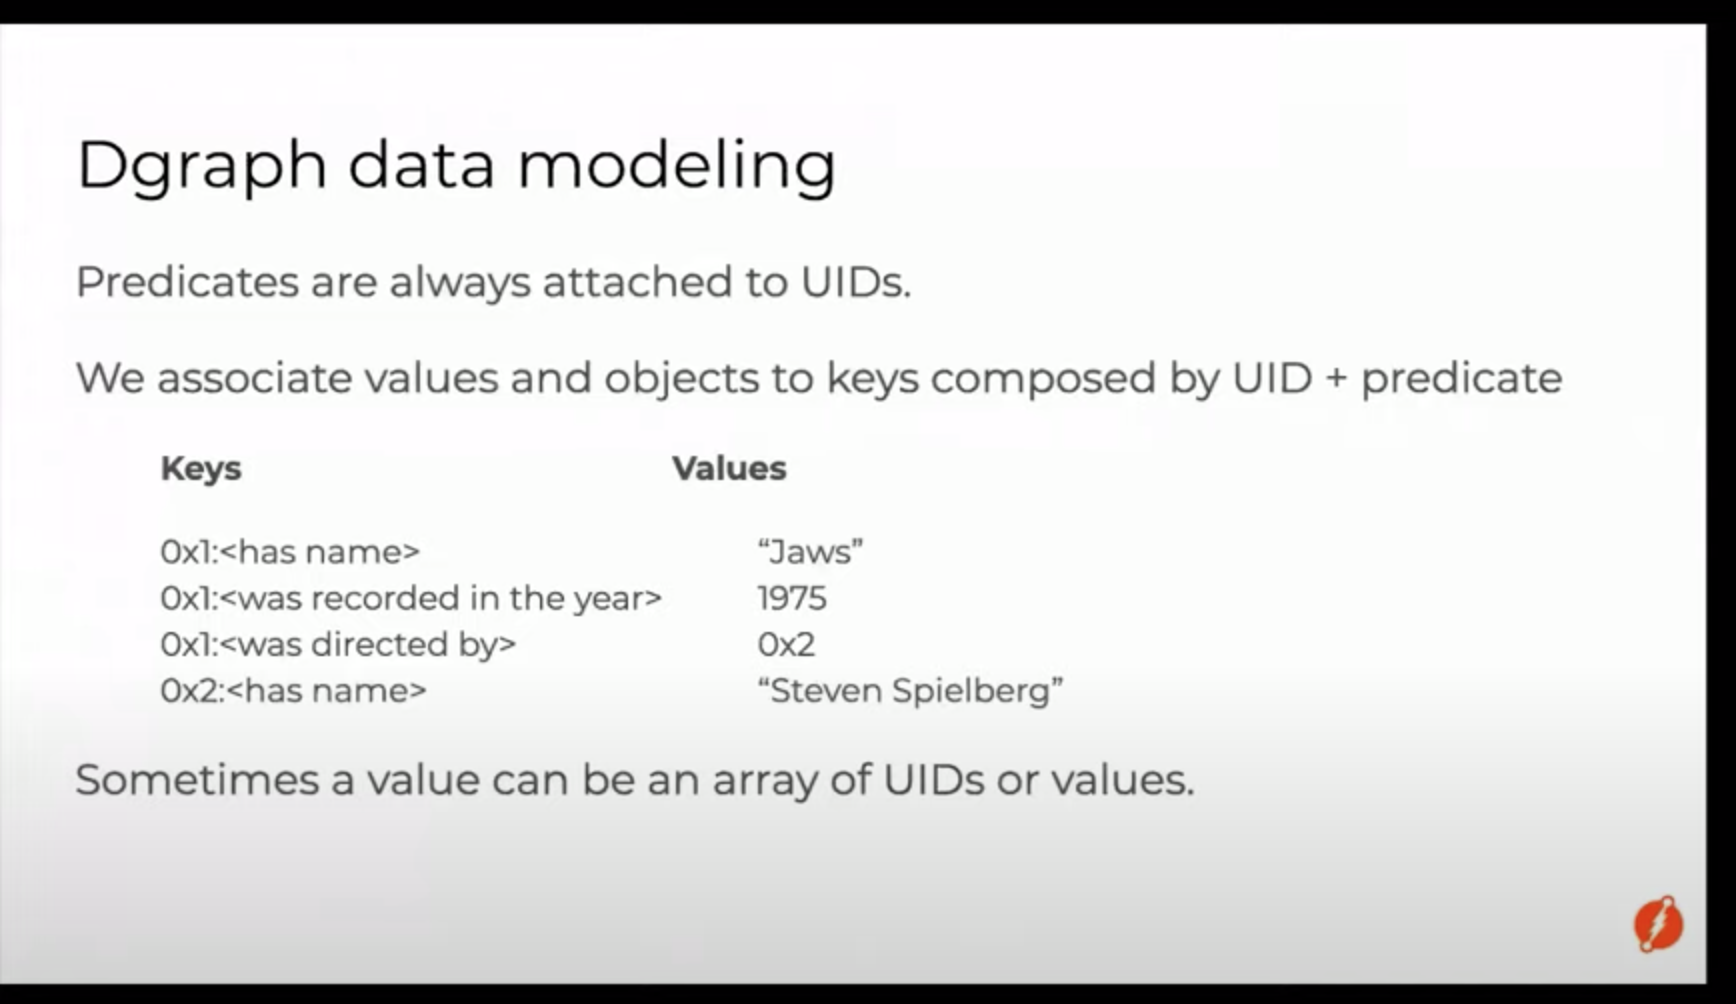 Dgraph data modeling
Predicates are always attached to UIDs.
We associate values and objects to keys composed by UID + predicate
Keys Values
0x1:<has name> “Jaws”
0x1:<was recorded in the year> 1975
0x1:<was directed by> 0x2
0x2:<has name> “Steven Spielberg”
Sometimes a value can be an array of UIDs or values.